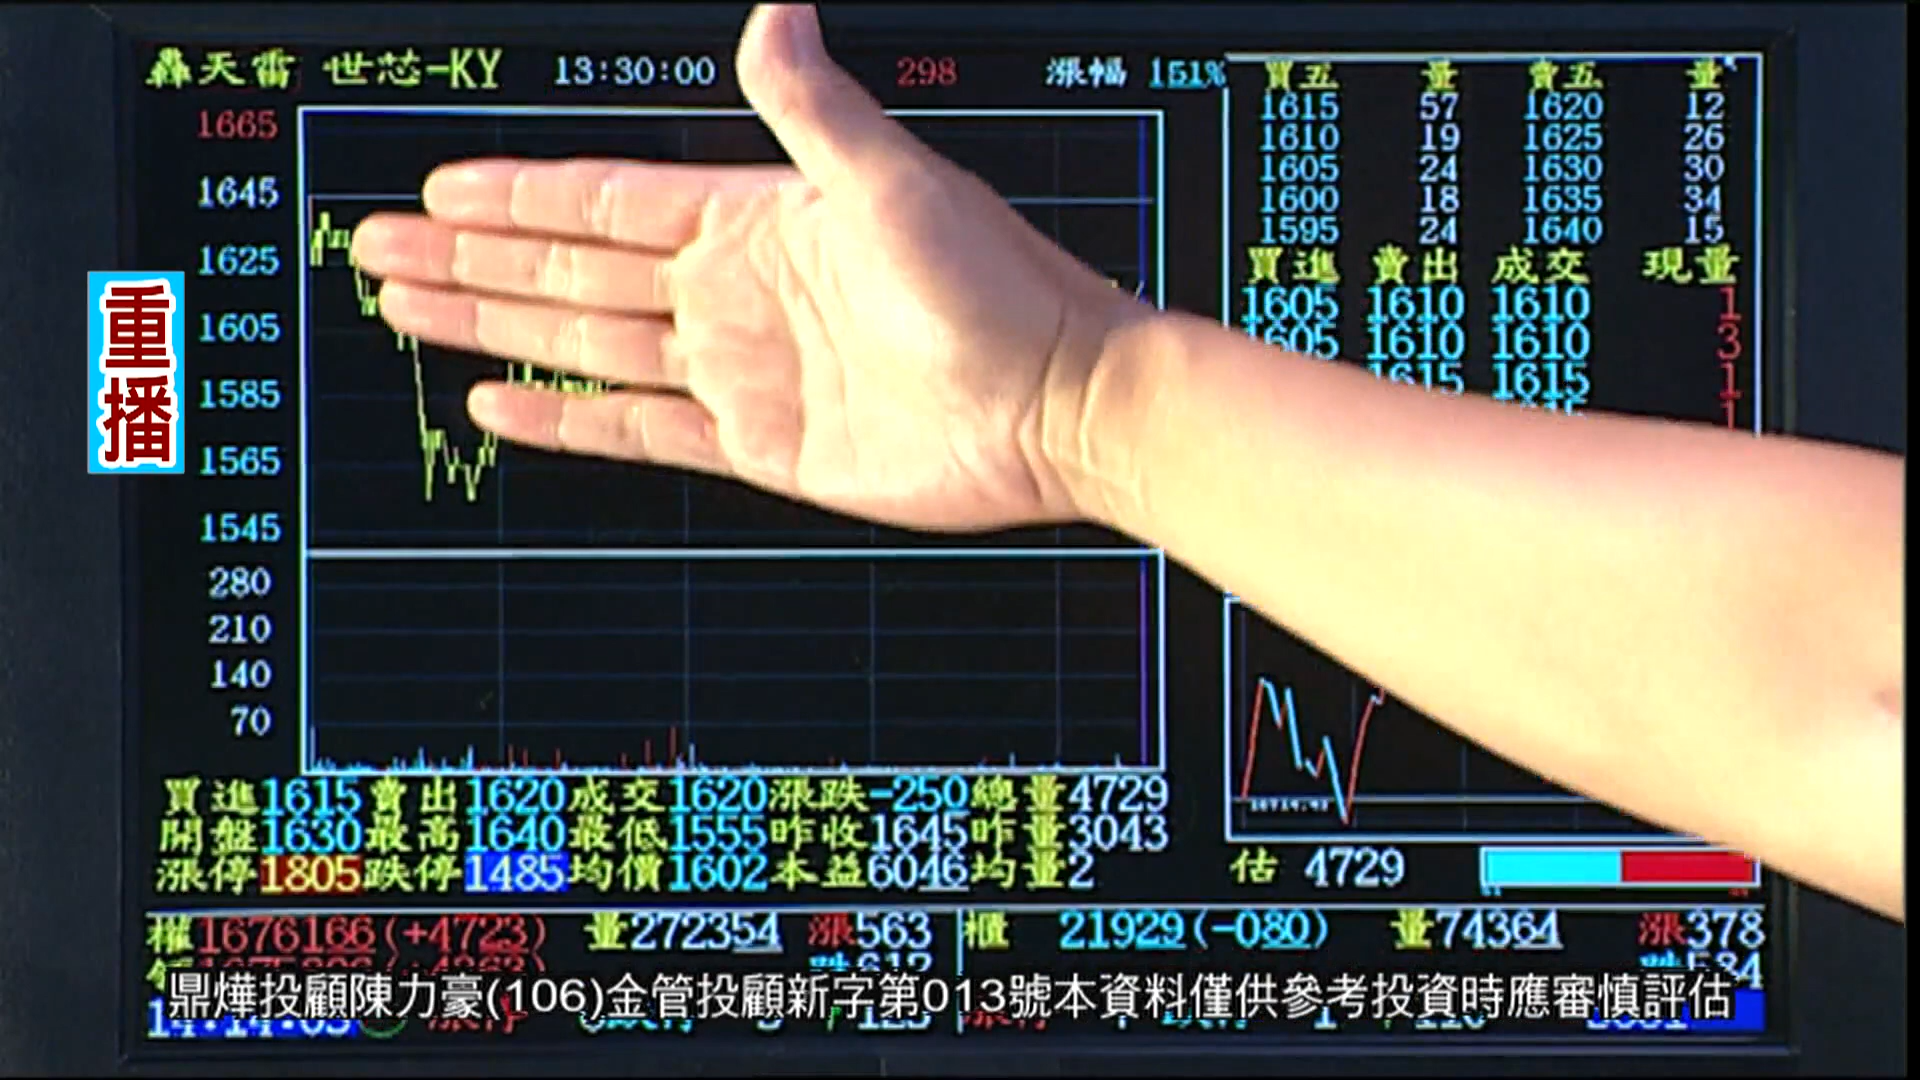 轟天雷 世芯-KY 13:30:00 298 漲幅 151%
1665
1645
1625
1605
1585
1565
1545
280
210
140
70
重播
買五 量 賣五 量
1615 57 1620 12
1610 19 1625 26
1605 24 1630 30
1600 18 1635 34
1595 24 1640 15
買進 賣出 成交 現量
1605 1610 1610 1
1605 1610 1610 3
1615 1615 1
1
買進1615賣出1620成交1620漲跌-250總量4729
開盤1630最高1640最低1555昨收1645昨量3043
漲停1805跌停1485均價1602本益6046均量2
估 4729
權1676166(+4723) 量272354 漲563 櫃 21929(-080) 量74364 漲378
跌584
鼎燁投顧陳力豪(106)金管投顧新字第013號本資料僅供參考投資時應審慎評估